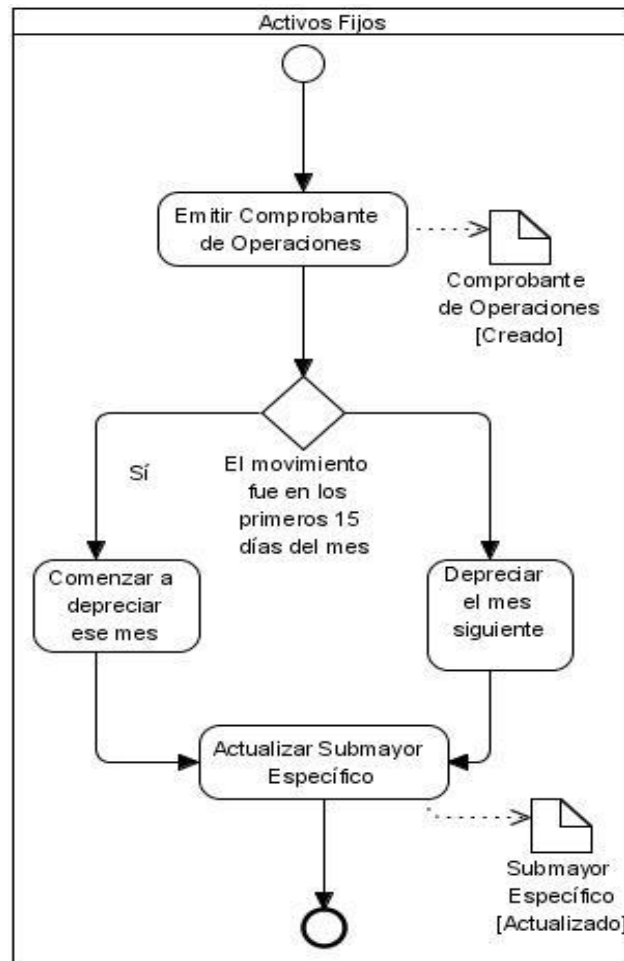 Activos Fijos
Emitir Comprobante
de Operaciones
Comprobante
de Operaciones
[Creado]
Sí
El movimiento
fue en los
primeros 15
días del mes
Comenzar a
depreciar
ese mes
Depreciar
el mes
siguiente
Actualizar Submayor
Específico
Submayor
Específico
[Actualizado]